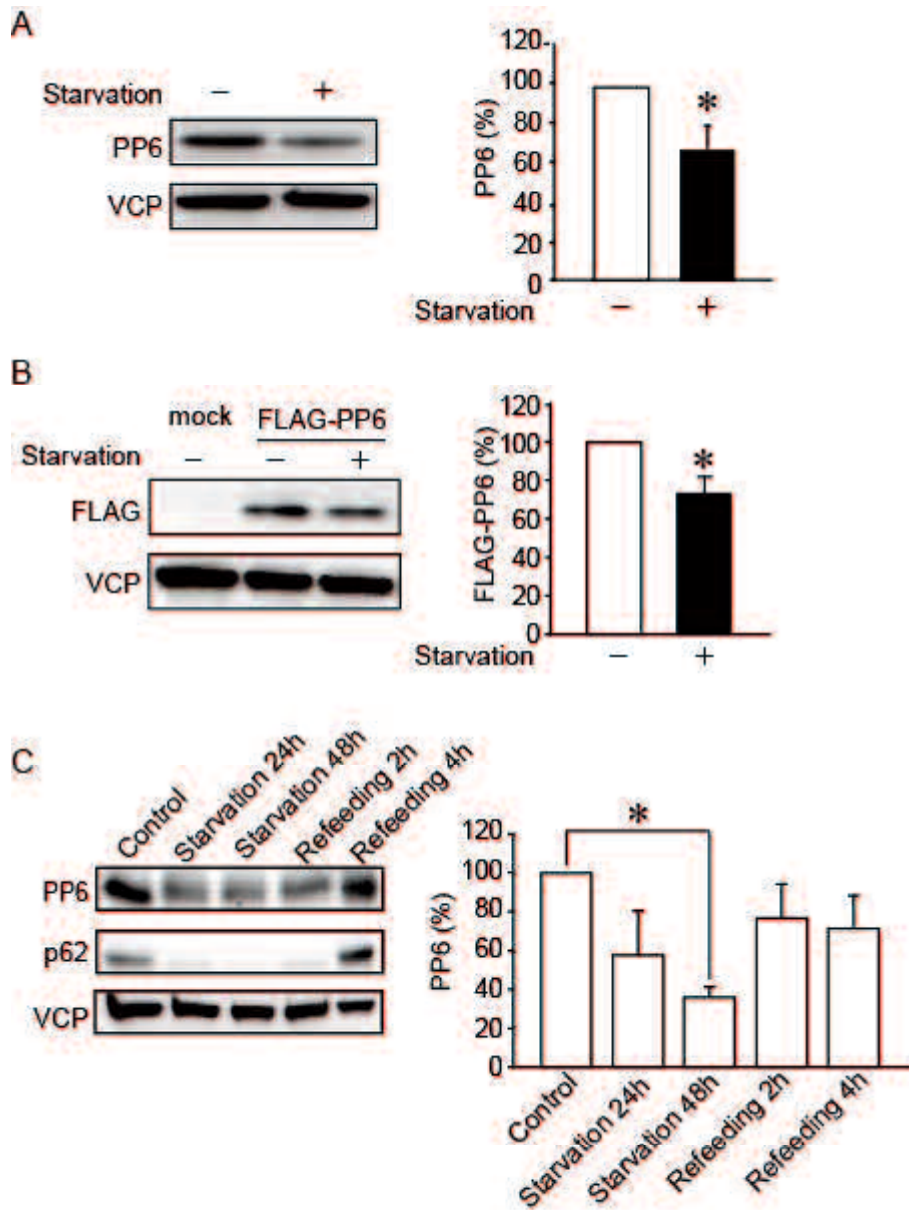 A
Starvation − +
PP6
VCP
PP6 (%)
120
100
80
60
40
20
0
*
Starvation − +
B
mock FLAG-PP6
Starvation − − +
FLAG
VCP
FLAG-PP6 (%)
120
100
80
60
40
20
0
*
Starvation − +
C
Control
Starvation 24h
Starvation 48h
Refeeding 2h
Refeeding 4h
PP6
p62
VCP
PP6 (%)
120
100
80
60
40
20
0
*
Control
Starvation 24h
Starvation 48h
Refeeding 2h
Refeeding 4h